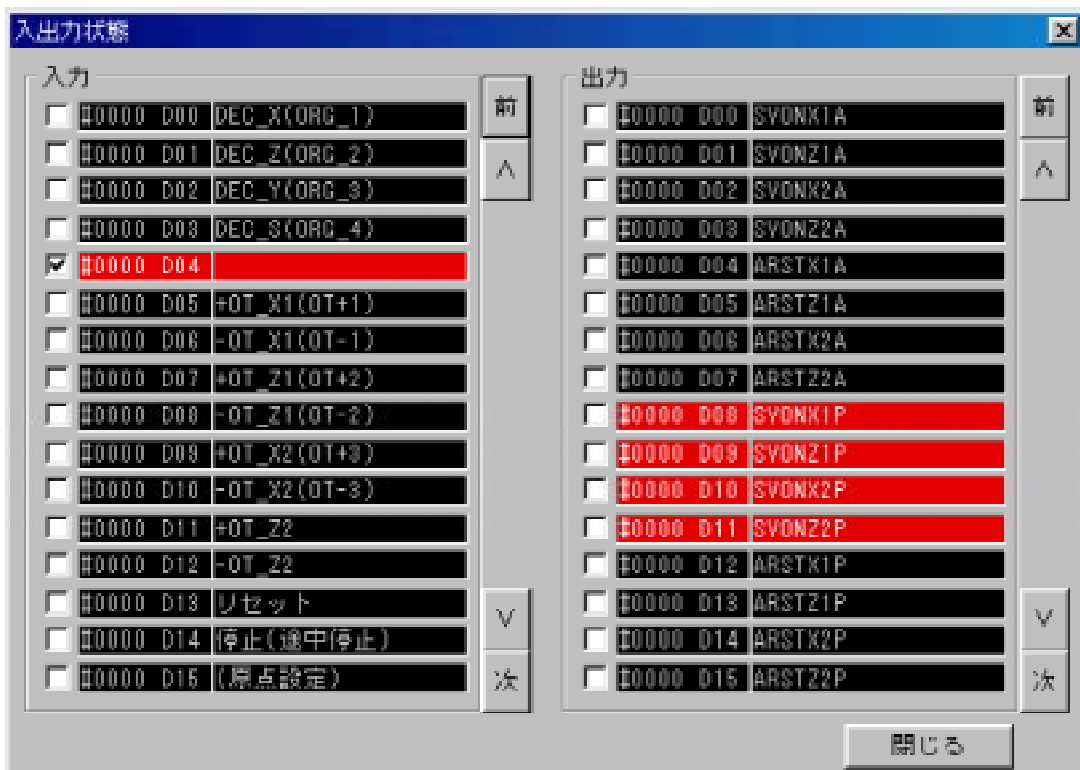 入出力状態
入力
#0000 D00 DEC_X(ORG_1)
#0000 D01 DEC_Z(ORG_2)
#0000 D02 DEC_Y(ORG_3)
#0000 D03 DEC_S(ORG_4)
#0000 D04
#0000 D05 +OT_X1(OT+1)
#0000 D06 -OT_X1(OT-1)
#0000 D07 +OT_Z1(OT+2)
#0000 D08 -OT_Z1(OT-2)
#0000 D09 +OT_X2(OT+3)
#0000 D10 -OT_X2(OT-3)
#0000 D11 +OT_Z2
#0000 D12 -OT_Z2
#0000 D13 リセット
#0000 D14 停止(途中停止)
#0000 D15 (原点設定)
前
∧
∨
次
出力
#0000 D00 SVONX1A
#0000 D01 SVONZ1A
#0000 D02 SVONX2A
#0000 D03 SVONZ2A
#0000 D04 ARSTX1A
#0000 D05 ARSTZ1A
#0000 D06 ARSTX2A
#0000 D07 ARSTZ2A
#0000 D08 SVONX1P
#0000 D09 SVONZ1P
#0000 D10 SVONX2P
#0000 D11 SVONZ2P
#0000 D12 ARSTX1P
#0000 D13 ARSTZ1P
#0000 D14 ARSTX2P
#0000 D15 ARSTZ2P
前
∧
∨
次
閉じる